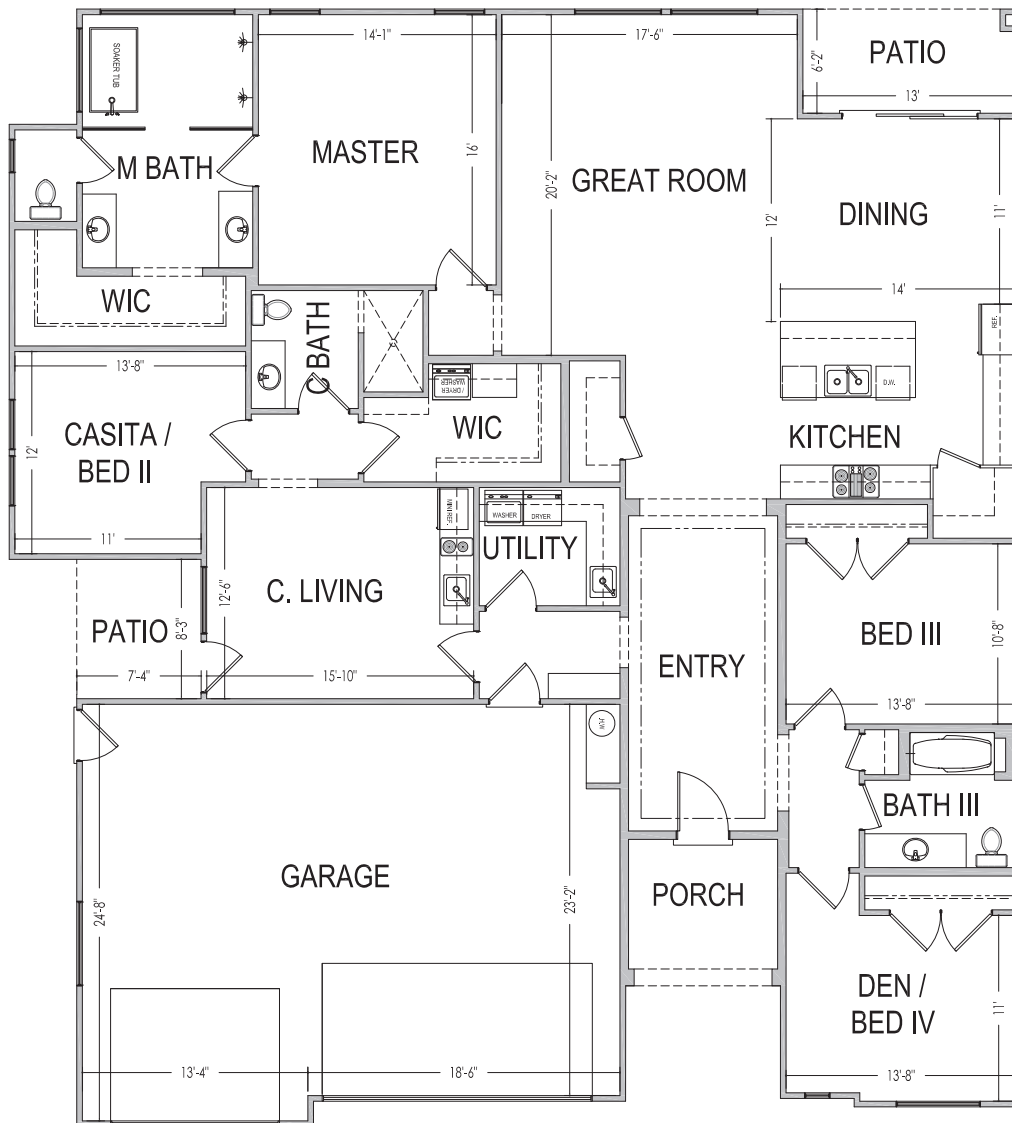 14'-1"
17'-6"
PATIO
6'-2"
13'
SOAKER TUB
M BATH
MASTER
16'
GREAT ROOM
20'-2"
12'
DINING
11'
14'
WIC
C BATH
REF.
D.W.
13'-8"
WASHER
/ DRYER
CASITA /
BED II
12'
11'
WIC
KITCHEN
MINI REF.
WASHER
DRYER
UTILITY
C. LIVING
12'-6"
PATIO
8'-3"
7'-4"
15'-10"
ENTRY
BED III
10'-8"
13'-8"
H/W
BATH III
GARAGE
24'-8"
23'-2"
PORCH
DEN /
BED IV
11'
13'-4"
18'-6"
13'-8"